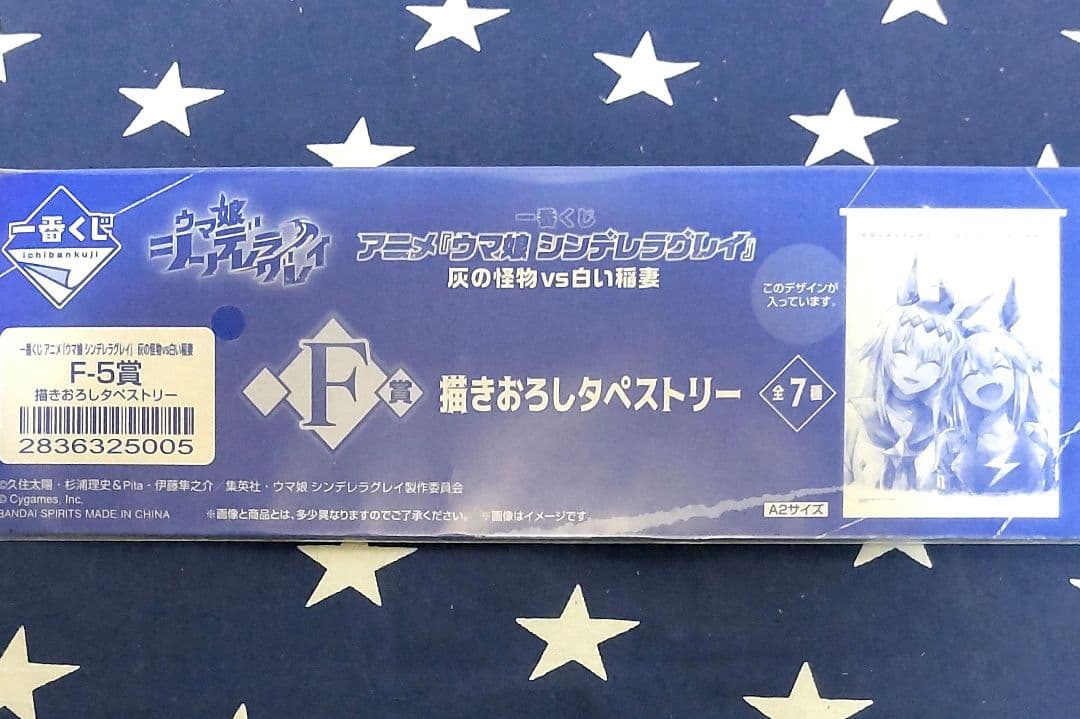 一番くじ
ichibankuji
ウマ娘
シンデレラグレイ
一番くじ
アニメ『ウマ娘 シンデレラグレイ』
灰の怪物vs白い稲妻
このデザインが
入っています。
一番くじ アニメ『ウマ娘 シンデレラグレイ』 灰の怪物vs白い稲妻
F-5賞
描きおろしタペストリー
2836325005
F賞 描きおろしタペストリー 全7種
©久住太陽・杉浦理史&Pita・伊藤隼之介/集英社・ウマ娘 シンデレラグレイ製作委員会
© Cygames, Inc.
BANDAI SPIRITS MADE IN CHINA
※画像と商品とは、多少異なりますのでご了承ください。 ※画像はイメージです。
A2サイズ